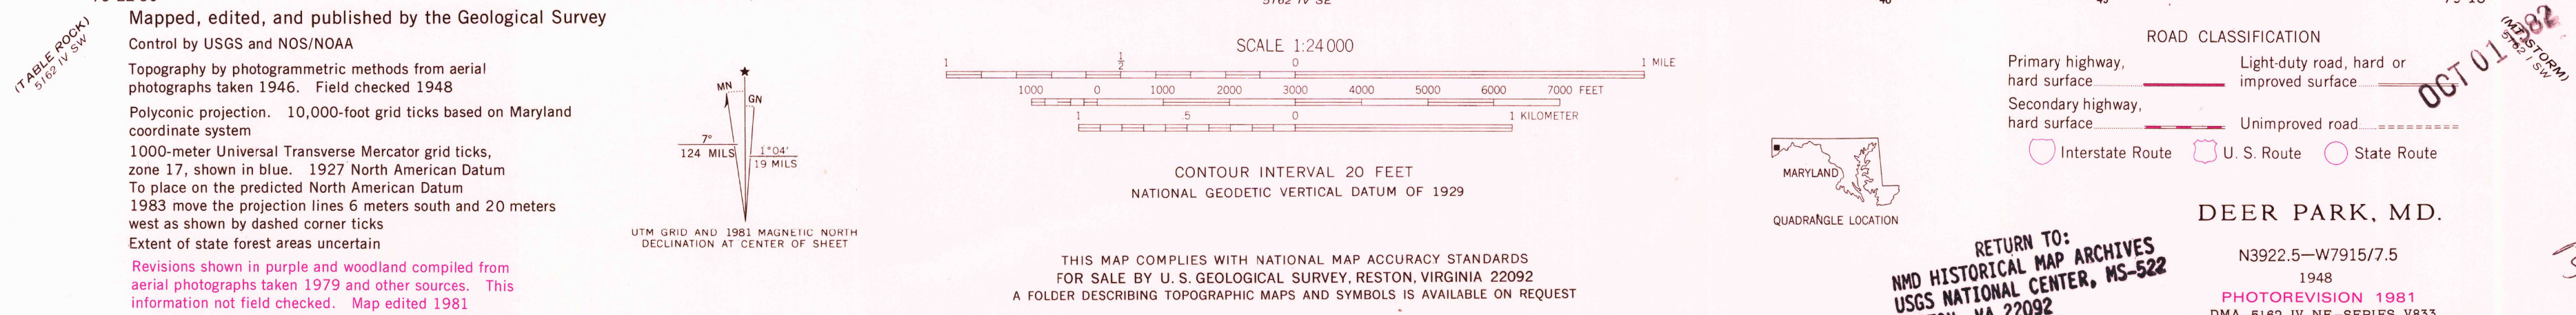 (TABLE ROCK)
5162 IV SW
Mapped, edited, and published by the Geological Survey
Control by USGS and NOS/NOAA
Topography by photogrammetric methods from aerial
photographs taken 1946. Field checked 1948
Polyconic projection. 10,000-foot grid ticks based on Maryland
coordinate system
1000-meter Universal Transverse Mercator grid ticks,
zone 17, shown in blue. 1927 North American Datum
To place on the predicted North American Datum
1983 move the projection lines 6 meters south and 20 meters
west as shown by dashed corner ticks
Extent of state forest areas uncertain
Revisions shown in purple and woodland compiled from
aerial photographs taken 1979 and other sources. This
information not field checked. Map edited 1981
★
MN
GN
7°
124 MILS
1°04'
19 MILS
UTM GRID AND 1981 MAGNETIC NORTH
DECLINATION AT CENTER OF SHEET
5162 IV SE
SCALE 1:24 000
1 ½ 0 1 MILE
1000 0 1000 2000 3000 4000 5000 6000 7000 FEET
1 .5 0 1 KILOMETER
CONTOUR INTERVAL 20 FEET
NATIONAL GEODETIC VERTICAL DATUM OF 1929
THIS MAP COMPLIES WITH NATIONAL MAP ACCURACY STANDARDS
FOR SALE BY U. S. GEOLOGICAL SURVEY, RESTON, VIRGINIA 22092
A FOLDER DESCRIBING TOPOGRAPHIC MAPS AND SYMBOLS IS AVAILABLE ON REQUEST
MARYLAND
QUADRANGLE LOCATION
ROAD CLASSIFICATION
Primary highway,
hard surface
Light-duty road, hard or
improved surface
Secondary highway,
hard surface
Unimproved road
Interstate Route
U. S. Route
State Route
OCT 01 1982
(MT. STORM)
RETURN TO:
NMD HISTORICAL MAP ARCHIVES
USGS NATIONAL CENTER, MS-522
VA 22092
DEER PARK, MD.
N3922.5—W7915/7.5
1948
PHOTOREVISION 1981
DMA 5162 IV NE-SERIES V833